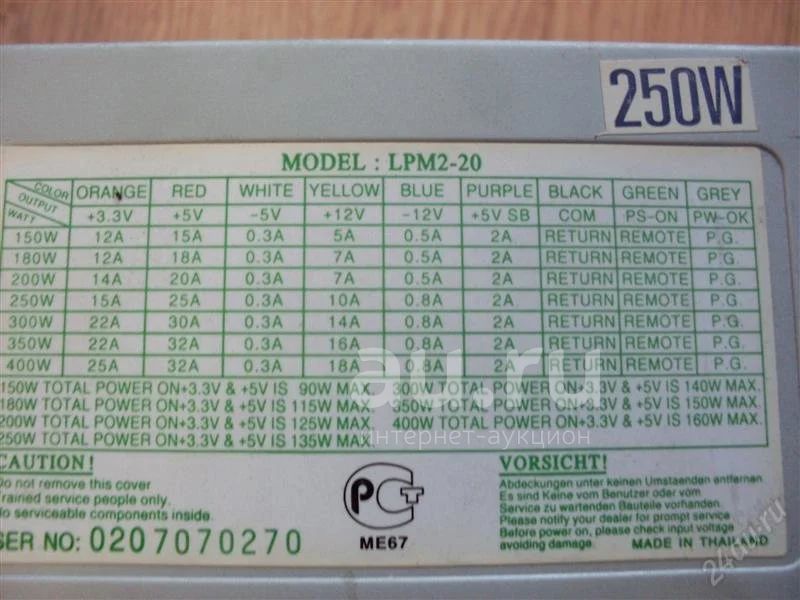 250W
MODEL : LPM2-20
COLOR OUTPUT WATT ORANGE RED WHITE YELLOW BLUE PURPLE BLACK GREEN GREY
+3.3V +5V -5V +12V -12V +5V SB COM PS-ON PW-OK
150W 12A 15A 0.3A 5A 0.5A 2A RETURN REMOTE P.G.
180W 12A 18A 0.3A 7A 0.5A 2A RETURN REMOTE P.G.
200W 14A 20A 0.3A 7A 0.5A 2A RETURN REMOTE P.G.
250W 15A 25A 0.3A 10A 0.8A 2A RETURN REMOTE P.G.
300W 22A 30A 0.3A 14A 0.8A 2A RETURN REMOTE P.G.
350W 22A 32A 0.3A 16A 0.8A 2A RETURN REMOTE P.G.
400W 25A 32A 0.3A 18A 0.8A 2A RETURN REMOTE P.G.
150W TOTAL POWER ON+3.3V & +5V IS 90W MAX. 300W TOTAL POWER ON+3.3V & +5V IS 140W MAX.
180W TOTAL POWER ON+3.3V & +5V IS 115W MAX. 350W TOTAL POWER ON+3.3V & +5V IS 150W MAX.
200W TOTAL POWER ON+3.3V & +5V IS 125W MAX. 400W TOTAL POWER ON+3.3V & +5V IS 160W MAX.
250W TOTAL POWER ON+3.3V & +5V IS 135W MAX.
au.ru
интернет-аукцион
CAUTION!
Do not remove this cover
Trained service people only.
No serviceable components inside.
SER NO: 0207070270
РСТ
ME67
VORSICHT!
Abdeckungen unter keinen Umstaenden entfernen
Es sind Keine vom Benutzer oder vom
Service zu wartenden Bauteile vorhanden
Please notify your dealer for prompt service.
Before power on, please check input voltage
avoiding damage. MADE IN THAILAND
24au.ru